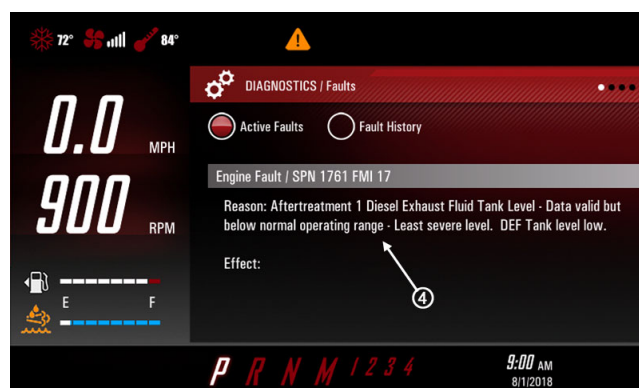 72° 84°
DIAGNOSTICS / Faults
Active Faults Fault History
0.0 MPH
Engine Fault / SPN 1761 FMI 17
Reason: Aftertreatment 1 Diesel Exhaust Fluid Tank Level - Data valid but
below normal operating range - Least severe level. DEF Tank level low.
900 RPM
Effect:
4
E F
P R N M 1 2 3 4
9:00 AM
8/1/2018